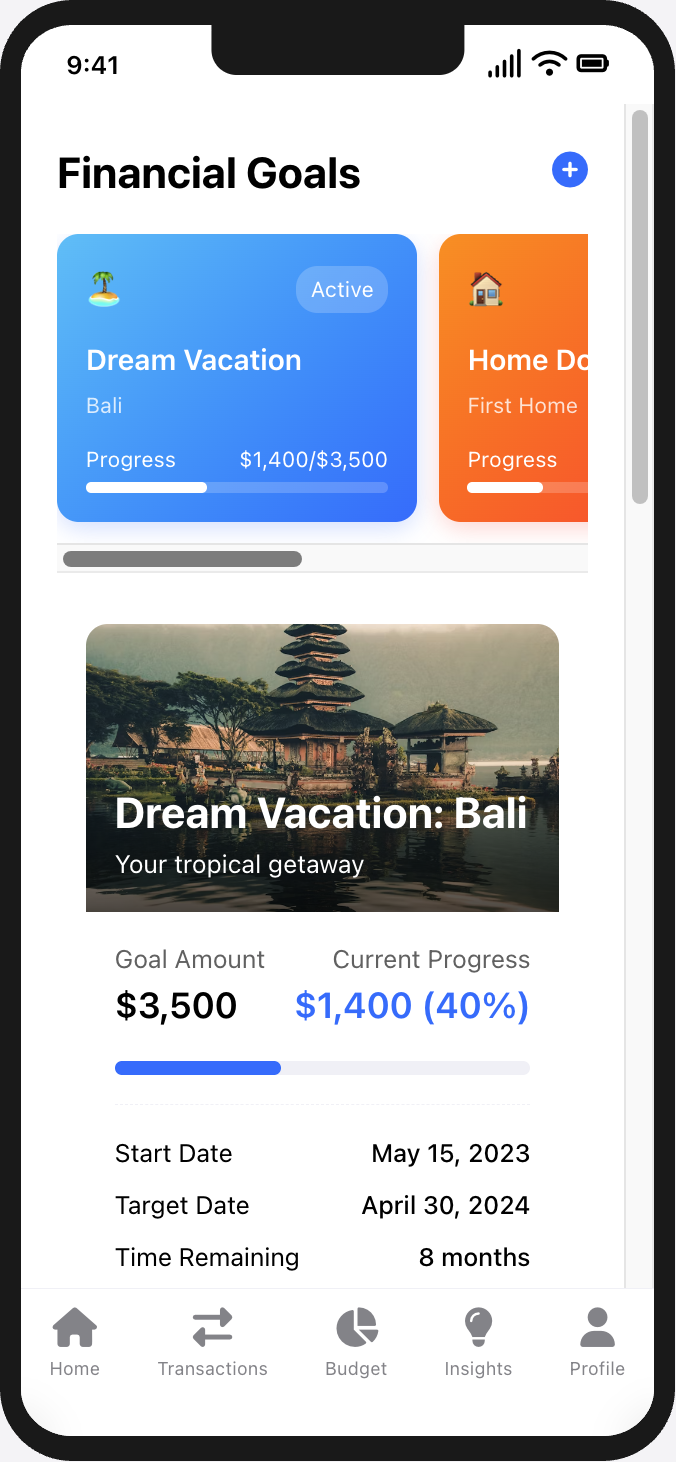 9:41
Financial Goals
Active
Dream Vacation
Bali
Progress $1,400/$3,500
Home Do
First Home
Progress
Dream Vacation: Bali
Your tropical getaway
Goal Amount Current Progress
$3,500 $1,400 (40%)
Start Date May 15, 2023
Target Date April 30, 2024
Time Remaining 8 months
Home Transactions Budget Insights Profile